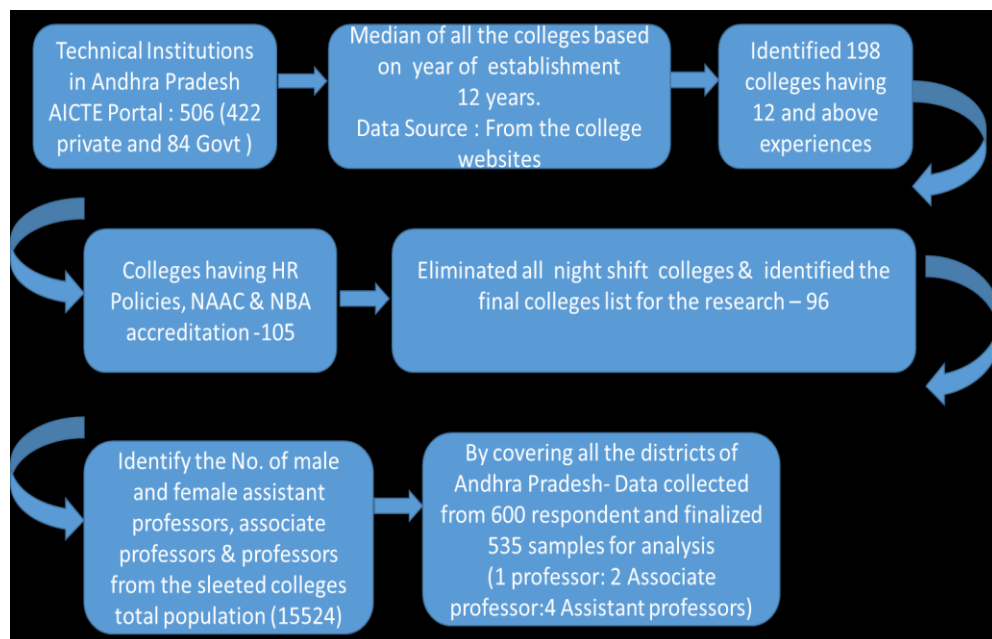 Technical Institutions
in Andhra Pradesh
AICTE Portal : 506 (422
private and 84 Govt )
Median of all the colleges based
on year of establishment
12 years.
Data Source : From the college
websites
Identified 198
colleges having
12 and above
experiences
Colleges having HR
Policies, NAAC & NBA
accreditation -105
Eliminated all night shift colleges & identified the
final colleges list for the research – 96
Identify the No. of male
and female assistant
professors, associate
professors & professors
from the sleeted colleges
total population (15524)
By covering all the districts of
Andhra Pradesh- Data collected
from 600 respondent and finalized
535 samples for analysis
(1 professor: 2 Associate
professor:4 Assistant professors)